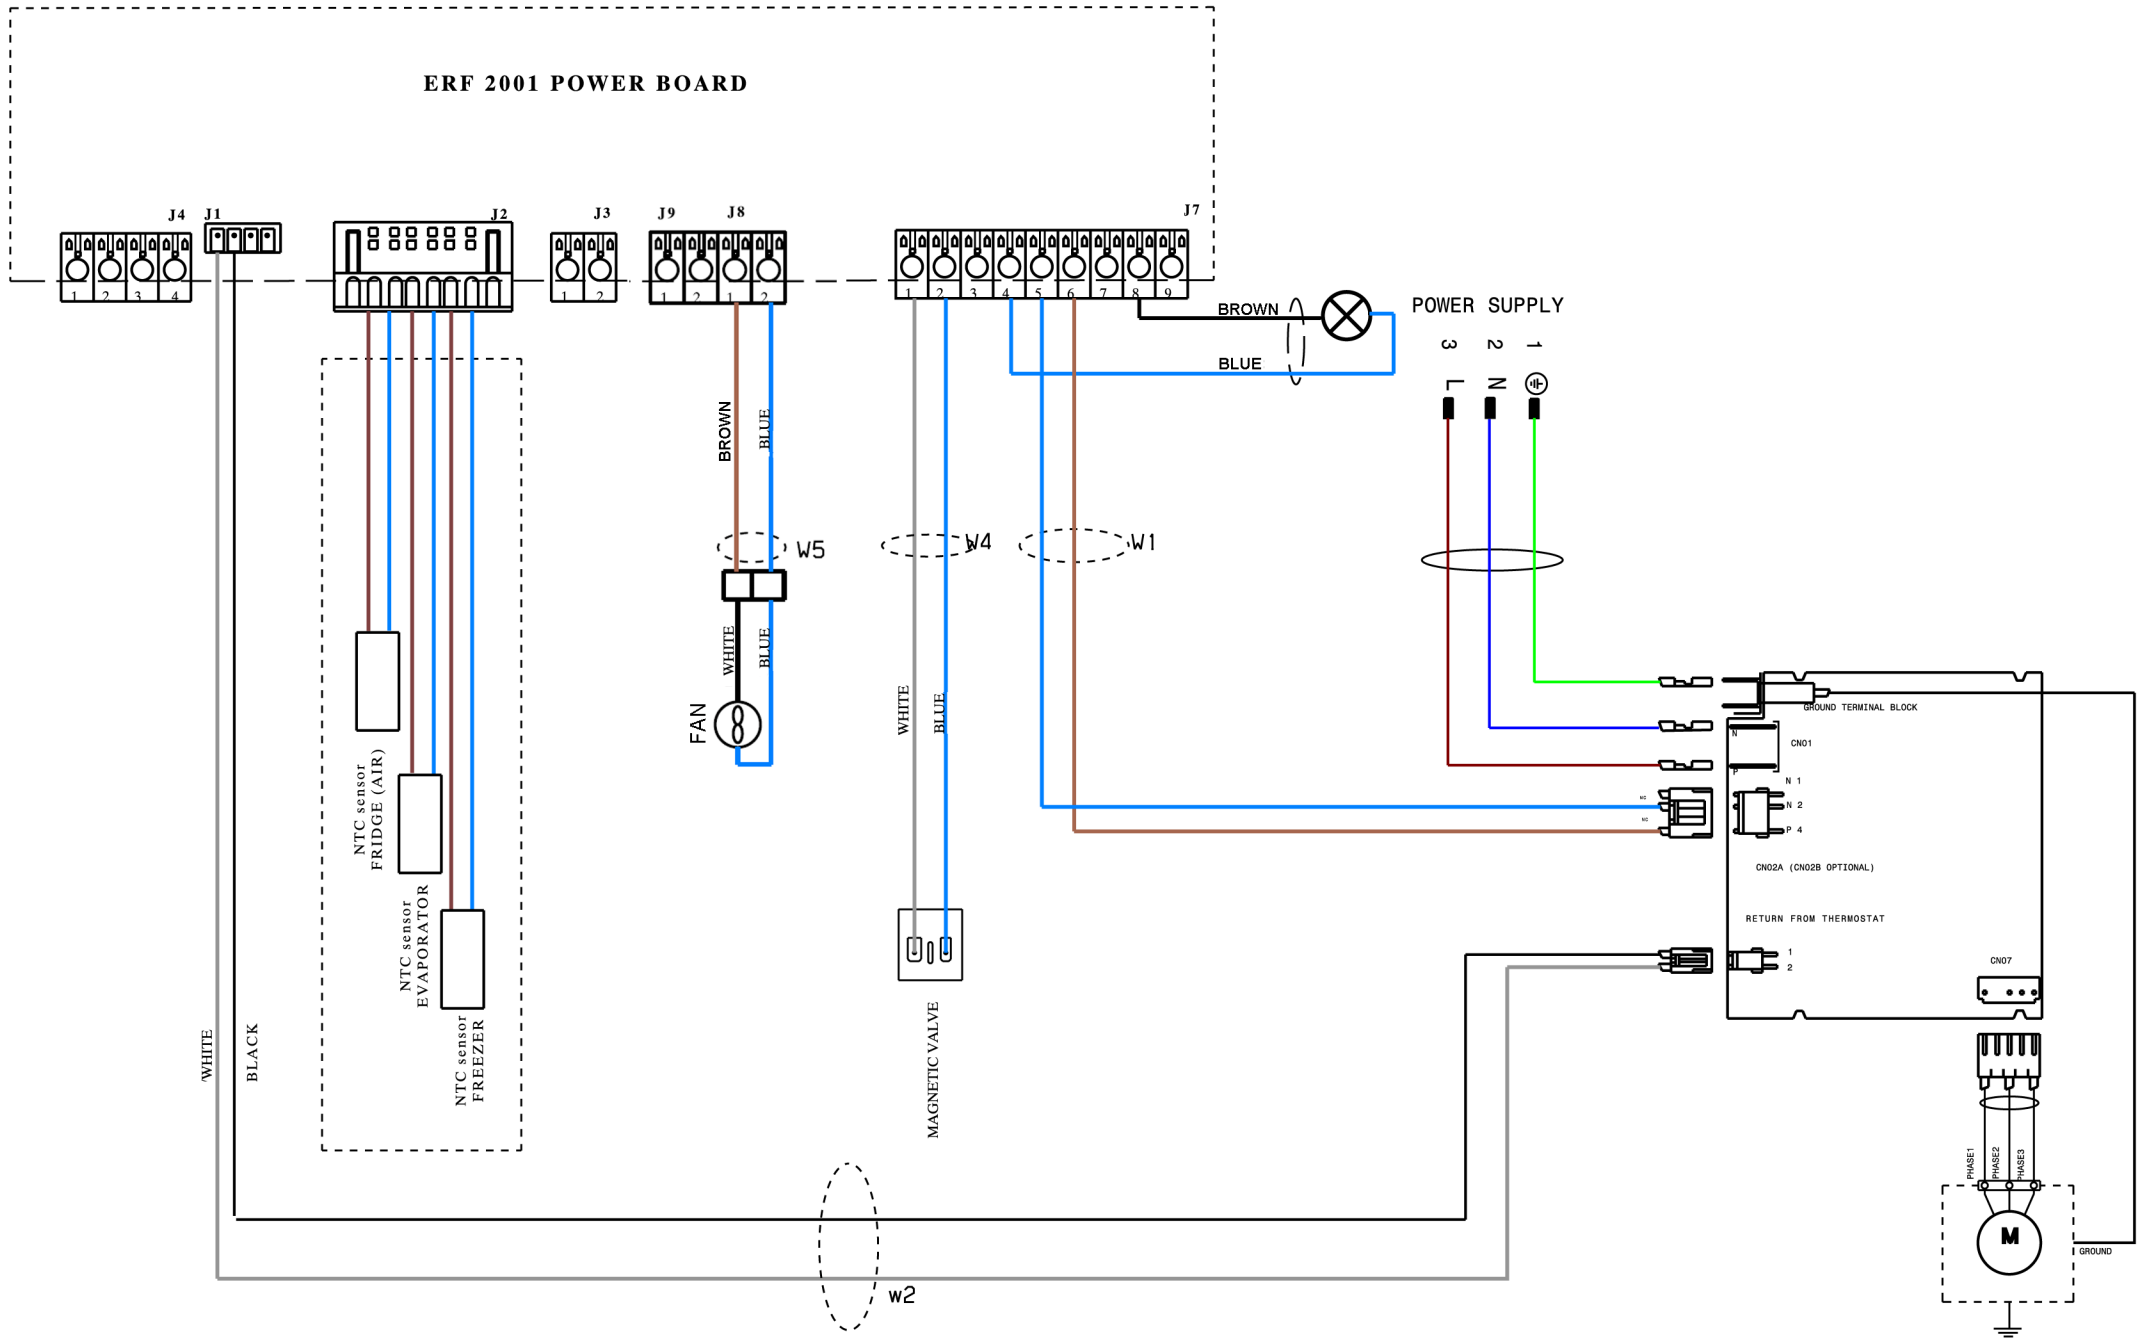 ERF 2001 POWER BOARD
J4
J1
J2
J3
J9
J8
J7
1 2 3 4
1 2
1 2 1 2
1 2 3 4 5 6 7 8 9
BROWN
BLUE
POWER SUPPLY
3 2 1
L N
BROWN
BLUE
W5
W4
W1
WHITE
BLUE
FAN
WHITE
BLUE
GROUND TERMINAL BLOCK
N
CN01
P
N 1
NC
N 2
NC
P 4
NTC sensor
FRIDGE (AIR)
NTC sensor
EVAPORATOR
NTC sensor
FREEZER
CN02A (CN02B OPTIONAL)
RETURN FROM THERMOSTAT
1
2
CN07
WHITE
BLACK
MAGNETIC VALVE
PHASE1
PHASE2
PHASE3
M
GROUND
W2